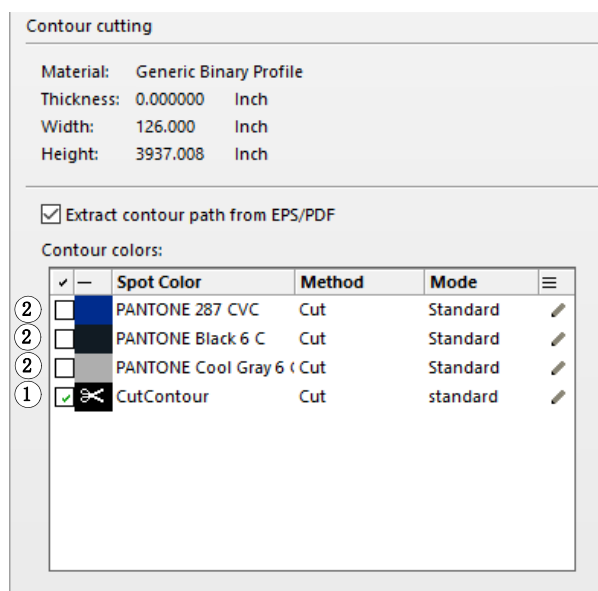 Contour cutting
Material: Generic Binary Profile
Thickness: 0.000000 Inch
Width: 126.000 Inch
Height: 3937.008 Inch
Extract contour path from EPS/PDF
Contour colors:
Spot Color Method Mode
2 PANTONE 287 CVC Cut Standard
2 PANTONE Black 6 C Cut Standard
2 PANTONE Cool Gray 6 ( Cut Standard
1 CutContour Cut standard